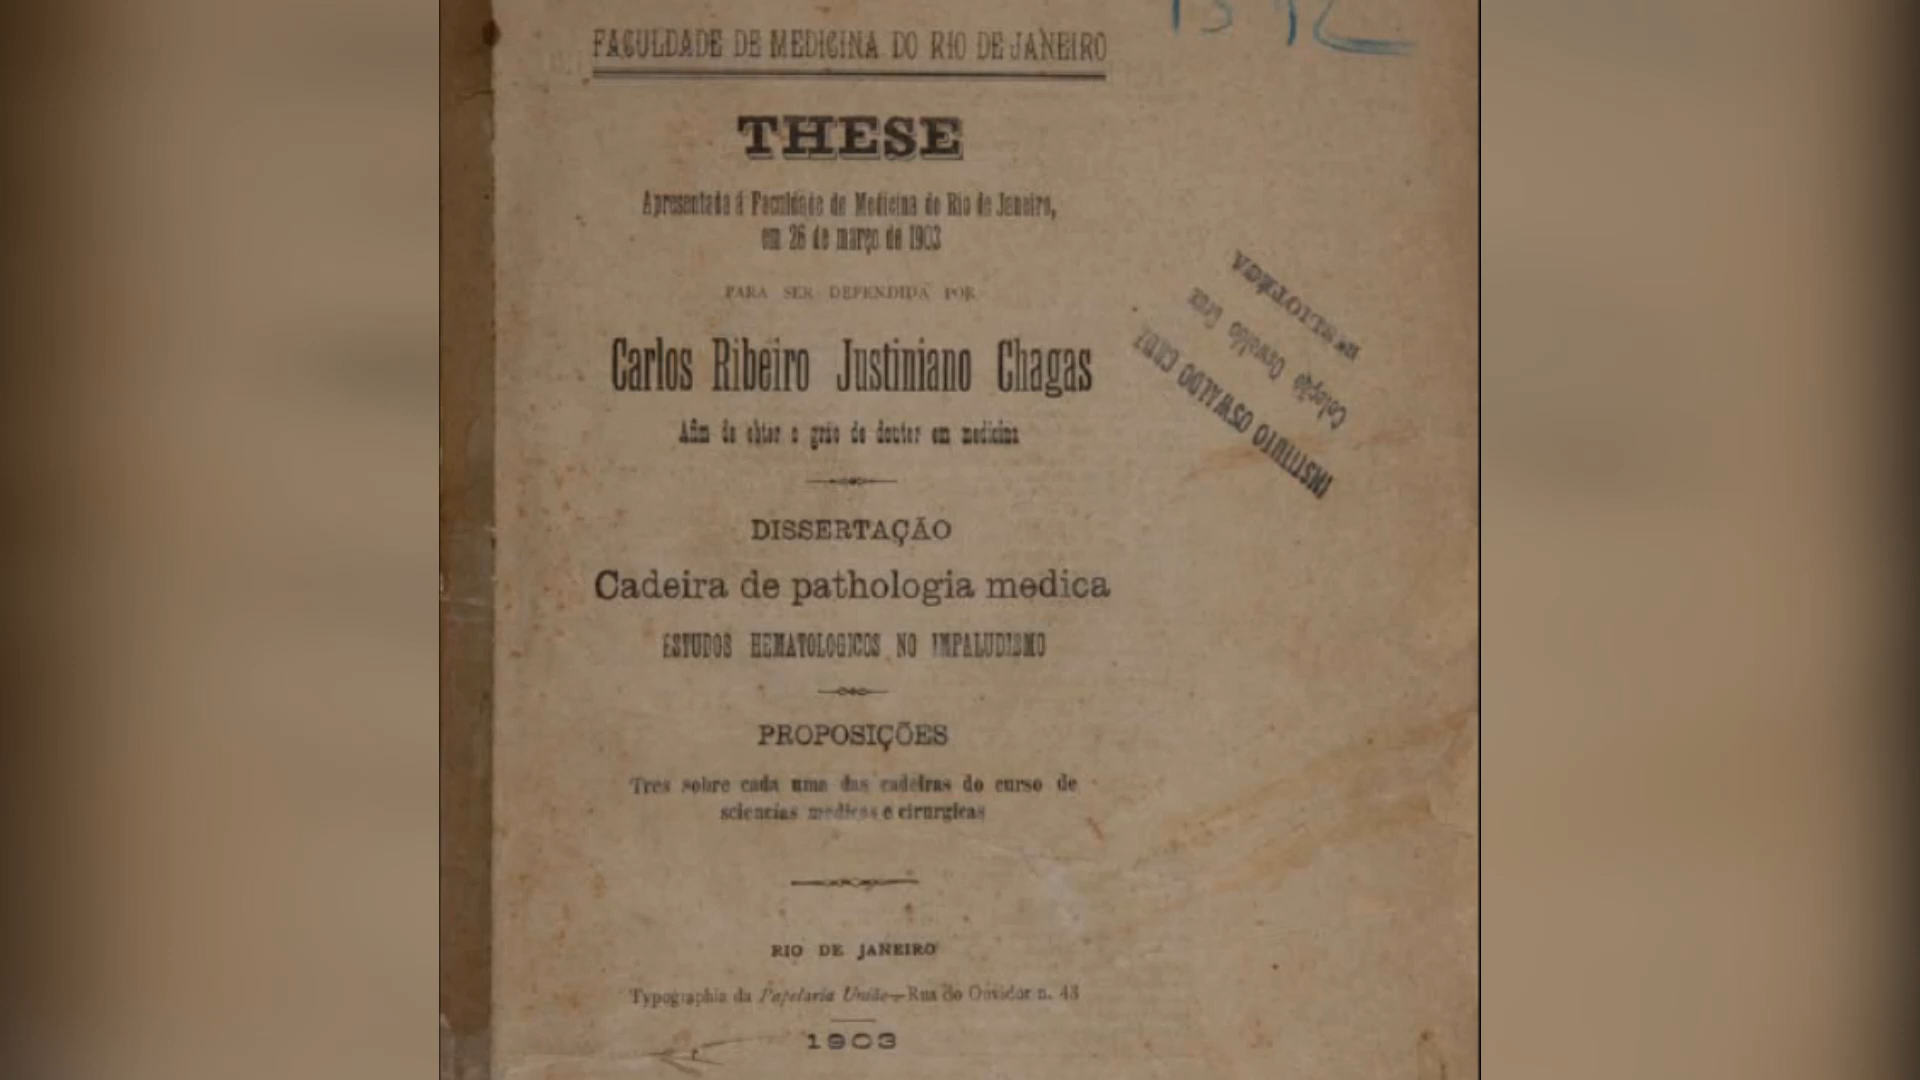 FACULDADE DE MEDICINA DO RIO DE JANEIRO
THESE
Apresentada á Faculdade de Medicina do Rio de Janeiro,
em 26 de março de 1903
PARA SER DEFENDIDA POR
Carlos Ribeiro Justiniano Chagas
Afim de obter o gráo de doutor em medicina
DISSERTAÇÃO
Cadeira de pathologia medica
ESTUDOS HEMATOLOGICOS NO IMPALUDISMO
PROPOSIÇÕES
Tres sobre cada uma das cadeiras do curso de
sciencias medicas e cirurgicas
RIO DE JANEIRO
Typographia da Papelaria União—Rua do Ouvidor n. 43
1903
INSTITUTO OSWALDO CRUZ
Coleção Oswaldo Cruz
BIBLIOTECA